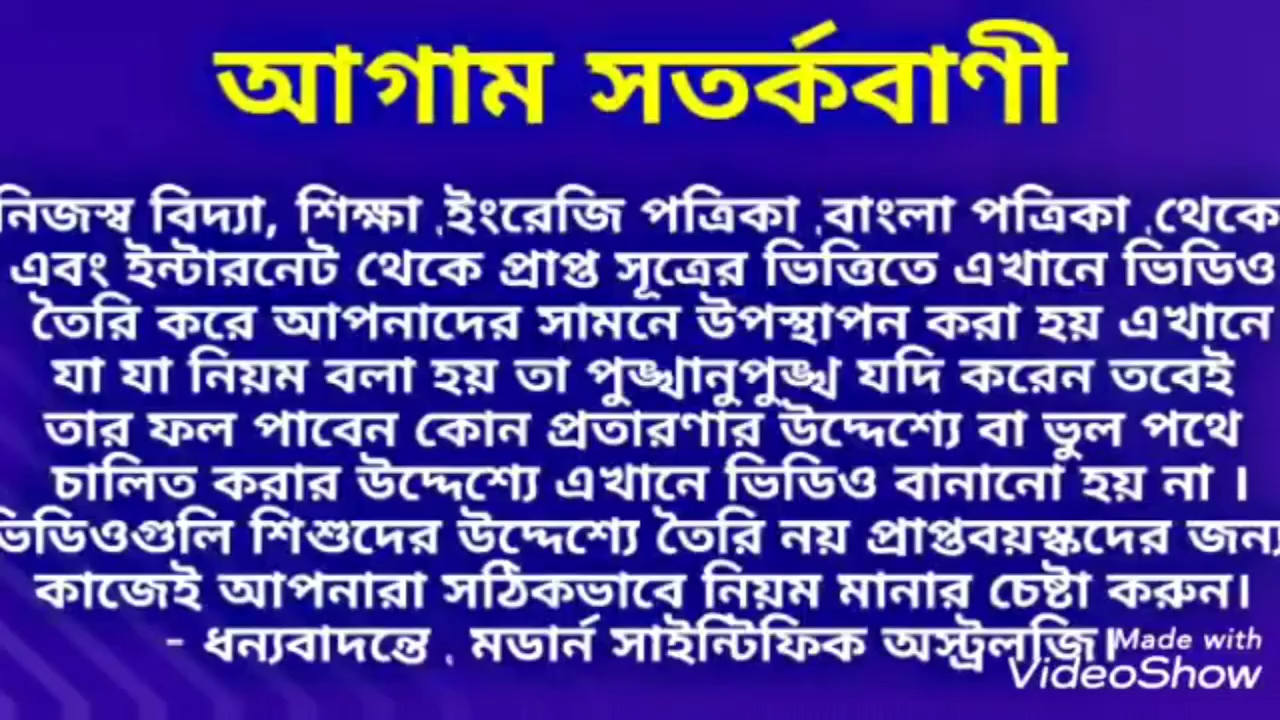 আগাম সতর্কবাণী
নিজস্ব বিদ্যা, শিক্ষা ,ইংরেজি পত্রিকা ,বাংলা পত্রিকা ,থেকে
এবং ইন্টারনেট থেকে প্রাপ্ত সূত্রের ভিত্তিতে এখানে ভিডিও
তৈরি করে আপনাদের সামনে উপস্থাপন করা হয় এখানে
যা যা নিয়ম বলা হয় তা পুঙ্খানুপুঙ্খ যদি করেন তবেই
তার ফল পাবেন কোন প্রতারণার উদ্দেশ্যে বা ভুল পথে
চালিত করার উদ্দেশ্যে এখানে ভিডিও বানানো হয় না ।
ভিডিওগুলি শিশুদের উদ্দেশ্যে তৈরি নয় প্রাপ্তবয়স্কদের জন্য
কাজেই আপনারা সঠিকভাবে নিয়ম মানার চেষ্টা করুন।
- ধন্যবাদন্তে , মডার্ন সাইন্টিফিক অস্ট্রলজি।
Made with
VideoShow